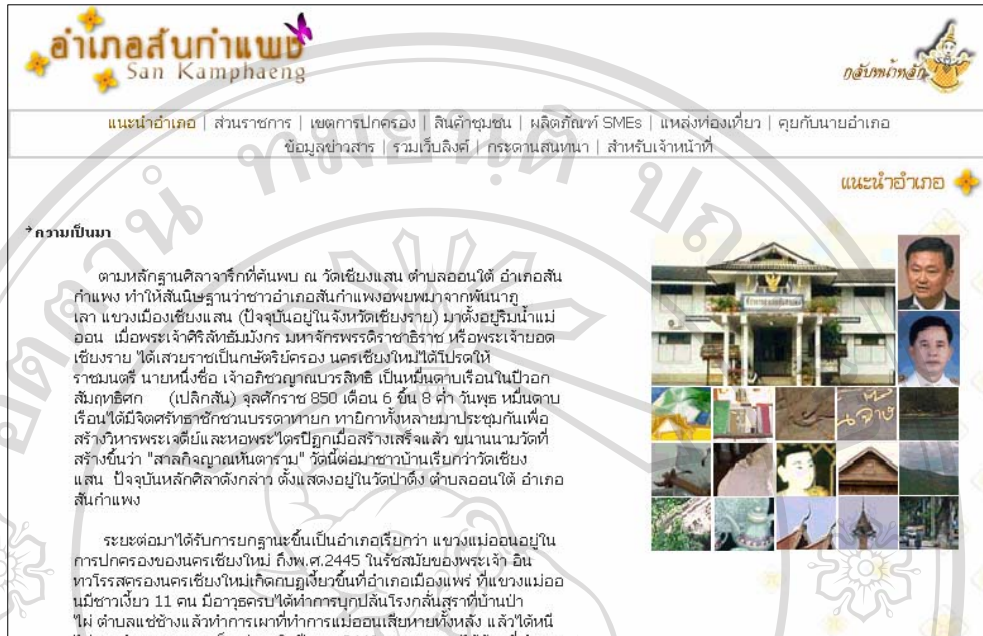 อำเภอสันกำแพง
San Kamphaeng
กลับหน้าหลัก
แนะนำอำเภอ | ส่วนราชการ | เขตการปกครอง | สินค้าชุมชน | ผลิตภัณฑ์ SMEs | แหล่งท่องเที่ยว | คุยกับนายอำเภอ
ข้อมูลข่าวสาร | รวมเว็บลิงค์ | กระดานสนทนา | สำหรับเจ้าหน้าที่
แนะนำอำเภอ
ความเป็นมา
ตามหลักฐานศิลาจารึกที่ค้นพบ ณ วัดเชียงแสน ตำบลออนใต้ อำเภอสัน
กำแพง ทำให้สันนิษฐานว่าชาวอำเภอสันกำแพงอพยพมาจากพันนาภู
เลา แขวงเมืองเชียงแสน (ปัจจุบันอยู่ในจังหวัดเชียงราย) มาตั้งอยู่ริมน้ำแม่
ออน เมื่อพระเจ้าศิริสัทธัมมังกร มหาจักรพรรดิราชาธิราช หรือพระเจ้ายอด
เชียงราย ได้เสวยราชเป็นกษัตริย์ครอง นครเชียงใหม่ได้โปรดให้
ราชมนตรี นายหนึ่งชื่อ เจ้าอภิชวญาณบวรสิทธิ เป็นหมื่นดาบเรือนในปีวอก
สัมฤทธิศก (เปลิกสัน) จุลศักราช 850 เดือน 6 ขึ้น 8 ค่ำ วันพุธ หมื่นดาบ
เรือนได้มีจิตศรัทธาชักชวนบรรดาทายก ทายิกาทั้งหลายมาประชุมกันเพื่อ
สร้างวิหารพระเจดีย์และหอพระไตรปิฎกเมื่อสร้างเสร็จแล้ว ขนานนามวัดที่
สร้างขึ้นว่า "สาลกิจญาณหันตาราม" วัดนี้ต่อมาชาวบ้านเรียกว่าวัดเชียง
แสน ปัจจุบันหลักศิลาดังกล่าว ตั้งแสดงอยู่ในวัดป่าตึง ตำบลออนใต้ อำเภอ
สันกำแพง
ระยะต่อมาได้รับการยกฐานะขึ้นเป็นอำเภอเรียกว่า แขวงแม่ออนอยู่ใน
การปกครองของนครเชียงใหม่ ถึงพ.ศ.2445 ในรัชสมัยของพระเจ้า อิน
ทวโรรสครองนครเชียงใหม่เกิดกบฏเงี้ยวขึ้นที่อำเภอเมืองแพร่ ที่แขวงแม่ออ
นมีชาวเงี้ยว 11 คน มีอาวุธครบได้ทำการบุกปล้นโรงกลั่นสุราที่บ้านป่า
ไผ่ ตำบลแช่ช้างแล้วทำการเผาที่ทำการแม่ออนเสียหายทั้งหลัง แล้วได้หนี